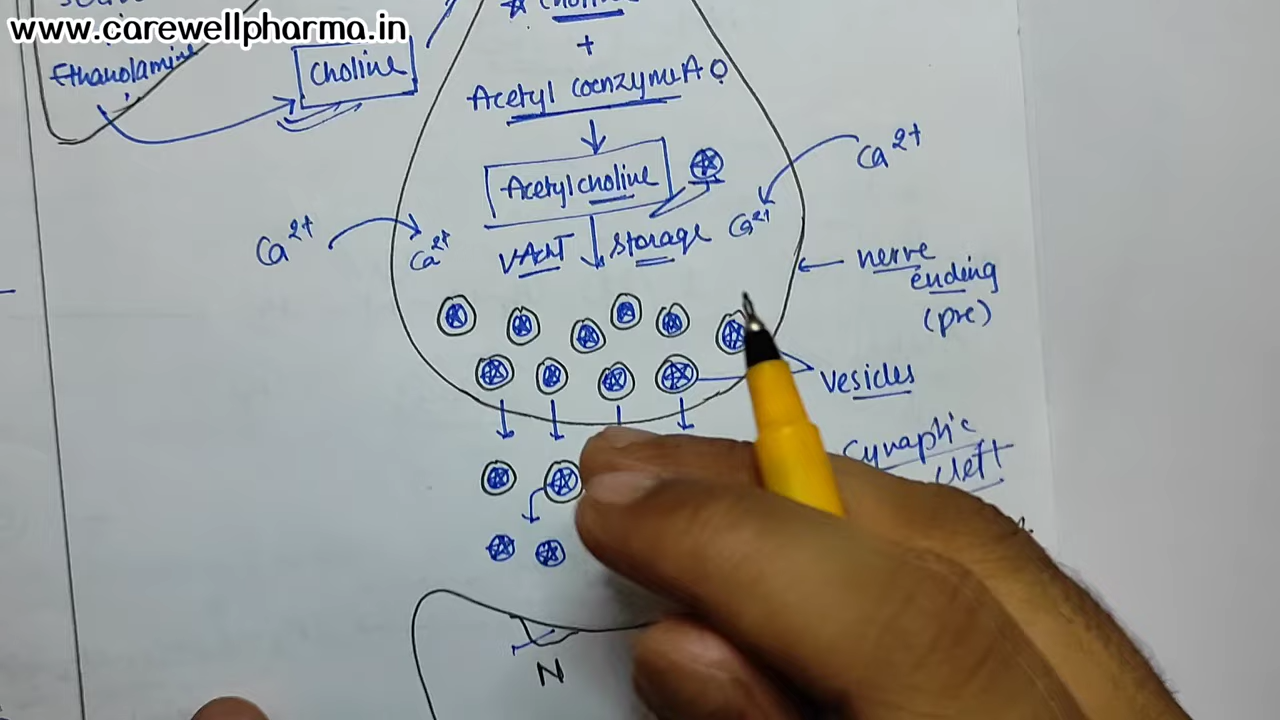 www.carewellpharma.in
Ethanolamine
Choline
+
Acetyl coenzyme A
Acetylcholine
Ca2+
Ca2+
Ca2+
Ca2+
VAchT
Storage
nerve
ending
(pre)
Vesicles
Synaptic
cleft
N